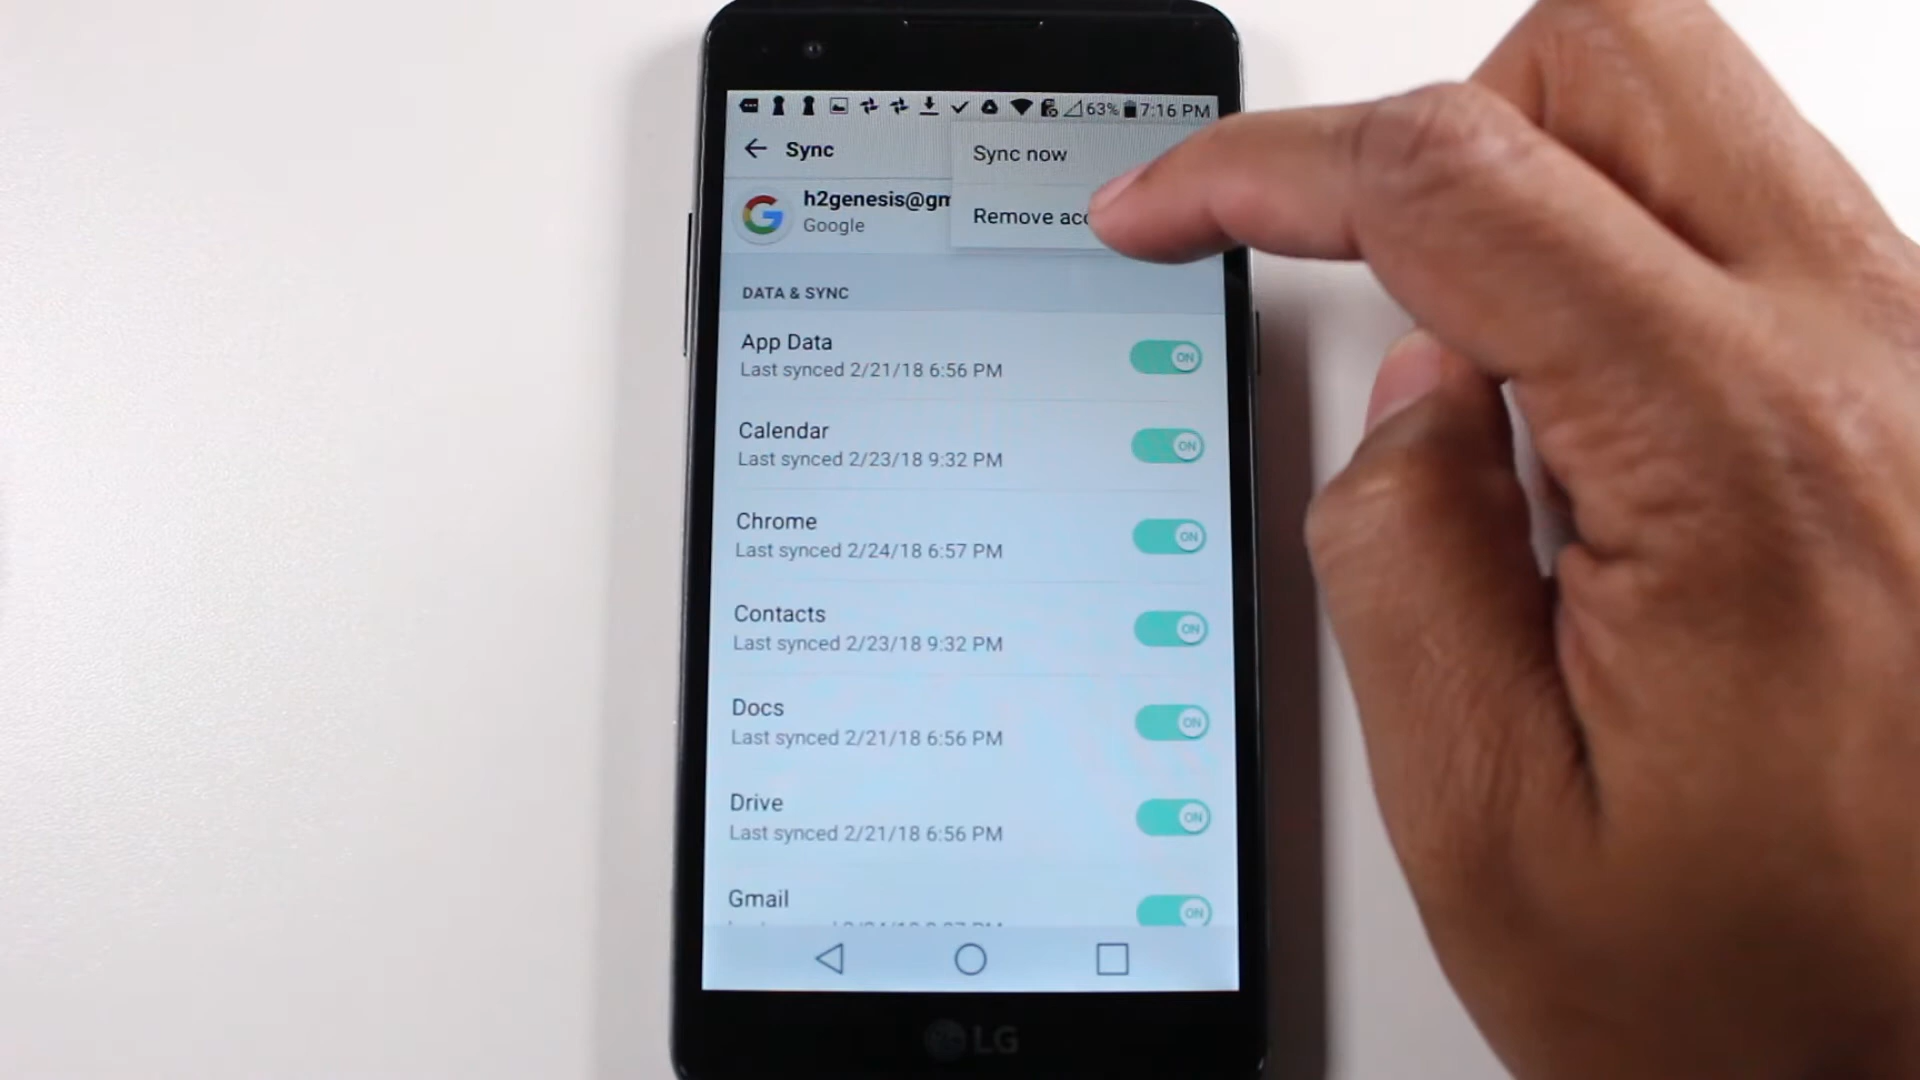 63% 7:16 PM
Sync
Sync now
h2genesis@gm
Google
Remove acc
DATA & SYNC
App Data
Last synced 2/21/18 6:56 PM
ON
Calendar
Last synced 2/23/18 9:32 PM
ON
Chrome
Last synced 2/24/18 6:57 PM
ON
Contacts
Last synced 2/23/18 9:32 PM
ON
Docs
Last synced 2/21/18 6:56 PM
ON
Drive
Last synced 2/21/18 6:56 PM
ON
Gmail
ON
LG